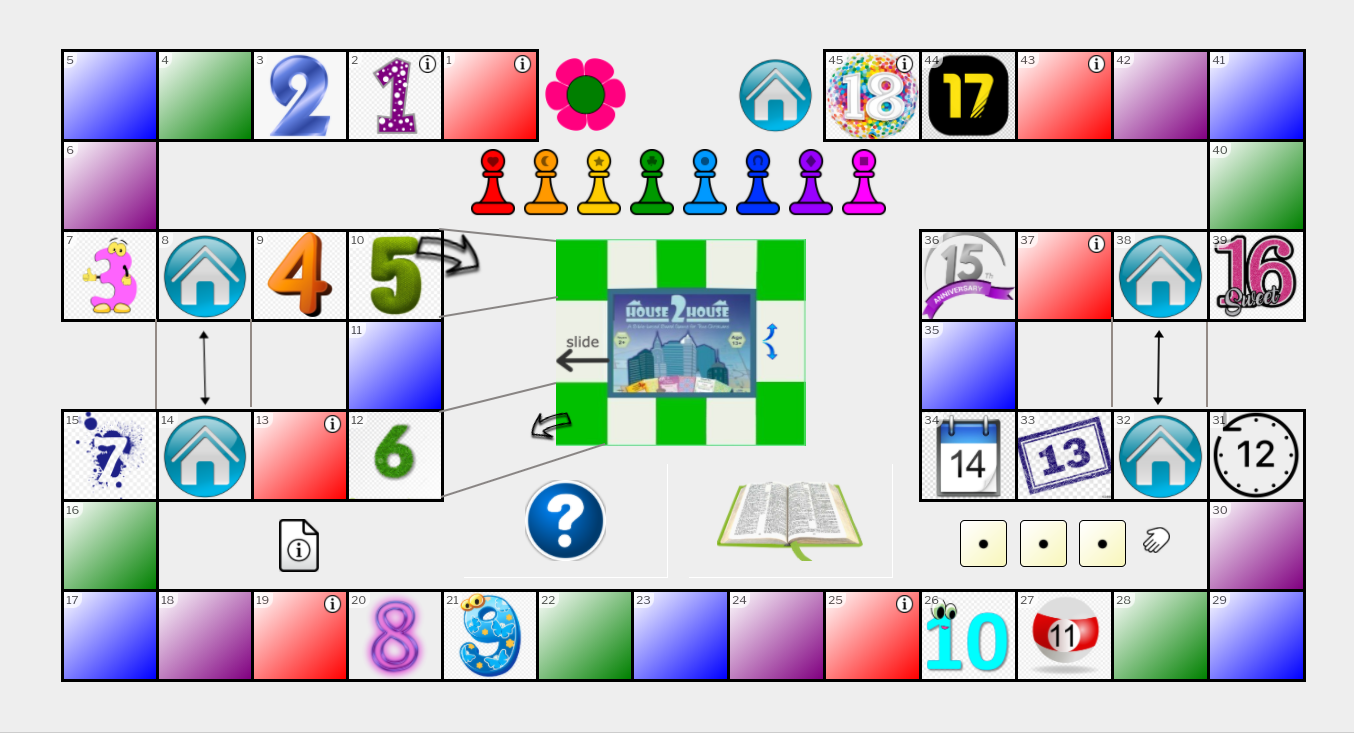 5 4 3 2 1 45 44 43 42 41
2 1 18 17
6 40
7 8 9 10 36 37 38 39
3 4 5 15th 16
ANNIVERSARY Sweet
HOUSE 2 HOUSE
11 35
slide
15 14 13 12 34 33 32 31
7 6 14 13 12
16 ? 30
17 18 19 20 21 22 23 24 25 26 27 28 29
8 9 10 11